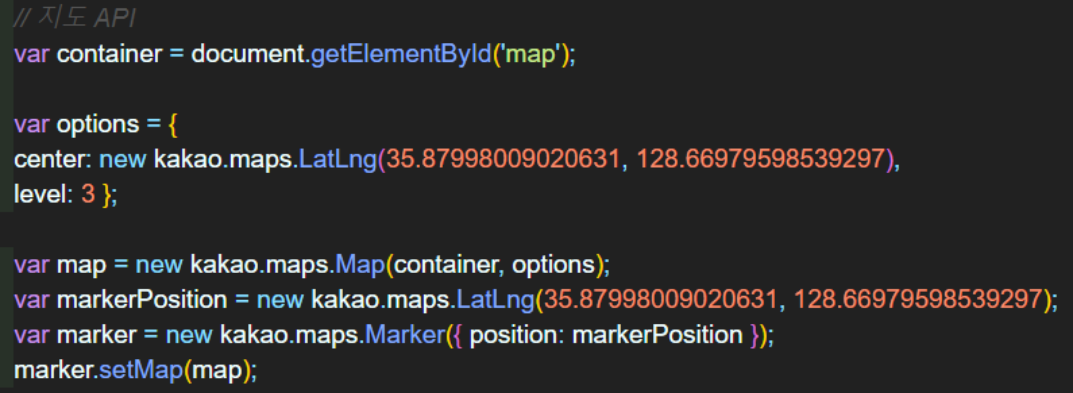 // 지도 API
var container = document.getElementById('map');
var options = {
center: new kakao.maps.LatLng(35.87998009020631, 128.66979598539297),
level: 3 };
var map = new kakao.maps.Map(container, options);
var markerPosition = new kakao.maps.LatLng(35.87998009020631, 128.66979598539297);
var marker = new kakao.maps.Marker({ position: markerPosition });
marker.setMap(map);